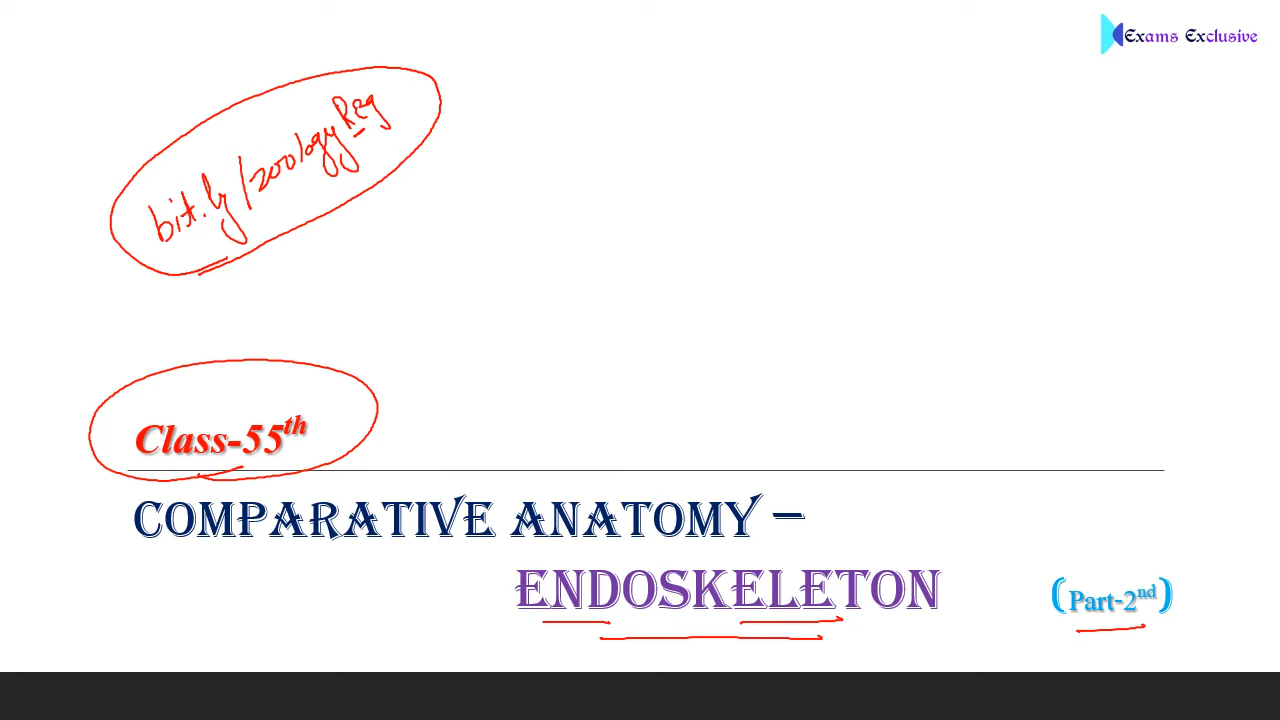 Exams Exclusive
bit.ly/zoologyReg
Class-55th
COMPARATIVE ANATOMY –
ENDOSKELETON
(Part-2nd)